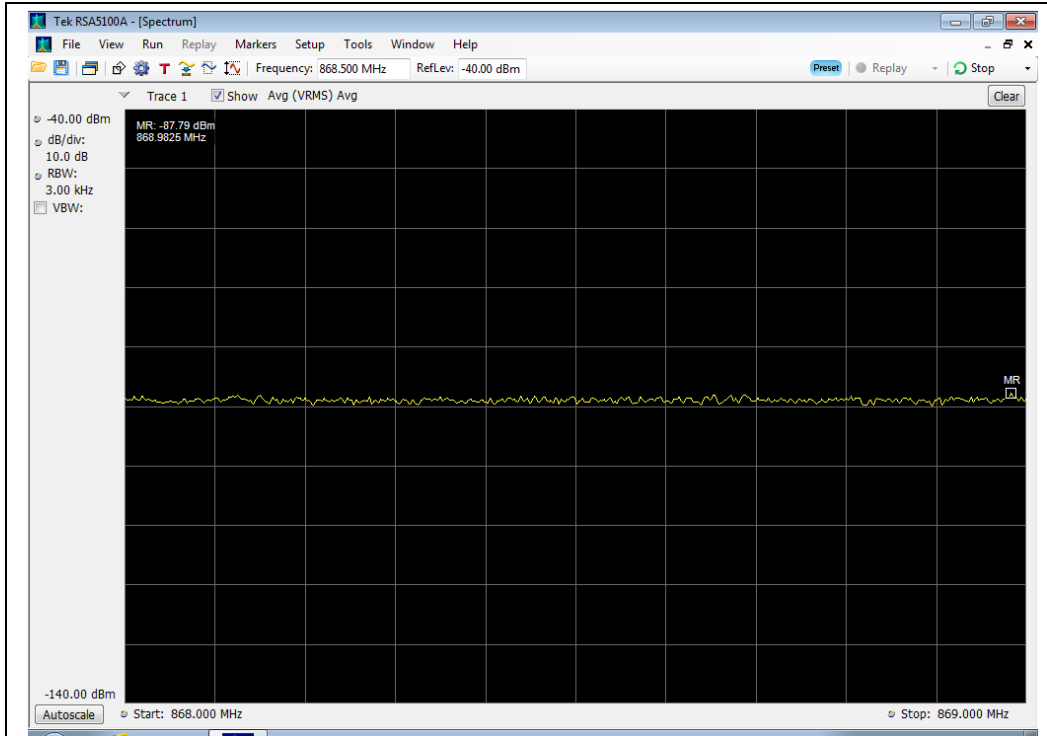 Tek RSA5100A - [Spectrum]
File View Run Replay Markers Setup Tools Window Help
Frequency: 868.500 MHz RefLev: -40.00 dBm Preset Replay Stop
Trace 1 Show Avg (VRMS) Avg Clear
-40.00 dBm
dB/div:
10.0 dB
RBW:
3.00 kHz
VBW:
MR: -87.79 dBm
868.9825 MHz
MR
-140.00 dBm
Autoscale Start: 868.000 MHz Stop: 869.000 MHz